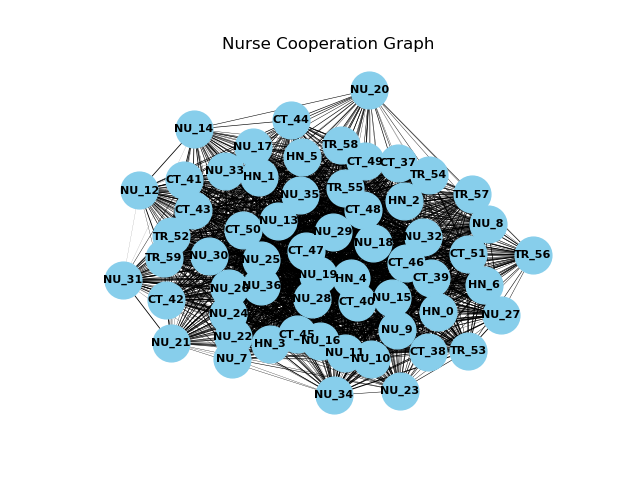 Nurse Cooperation Graph
NU_20
CT_44
NU_14
TR_58
NU_17
HN_5
CT_49
CT_37
NU_33
HN_1
TR_54
CT_41
NU_12
TR_55
NU_35
TR_57
HN_2
CT_43
CT_48
NU_13
NU_8
CT_50
NU_29
TR_52
NU_32
NU_18
CT_47
CT_51
TR_56
NU_30
TR_59
NU_25
CT_46
NU_19
HN_4
CT_39
NU_31
HN_6
NU_36
NU_26
CT_42
NU_28
CT_40
NU_15
NU_24
HN_0
NU_27
NU_9
CT_45
NU_22
NU_16
NU_21
HN_3
NU_11
CT_38
TR_53
NU_7
NU_10
NU_23
NU_34